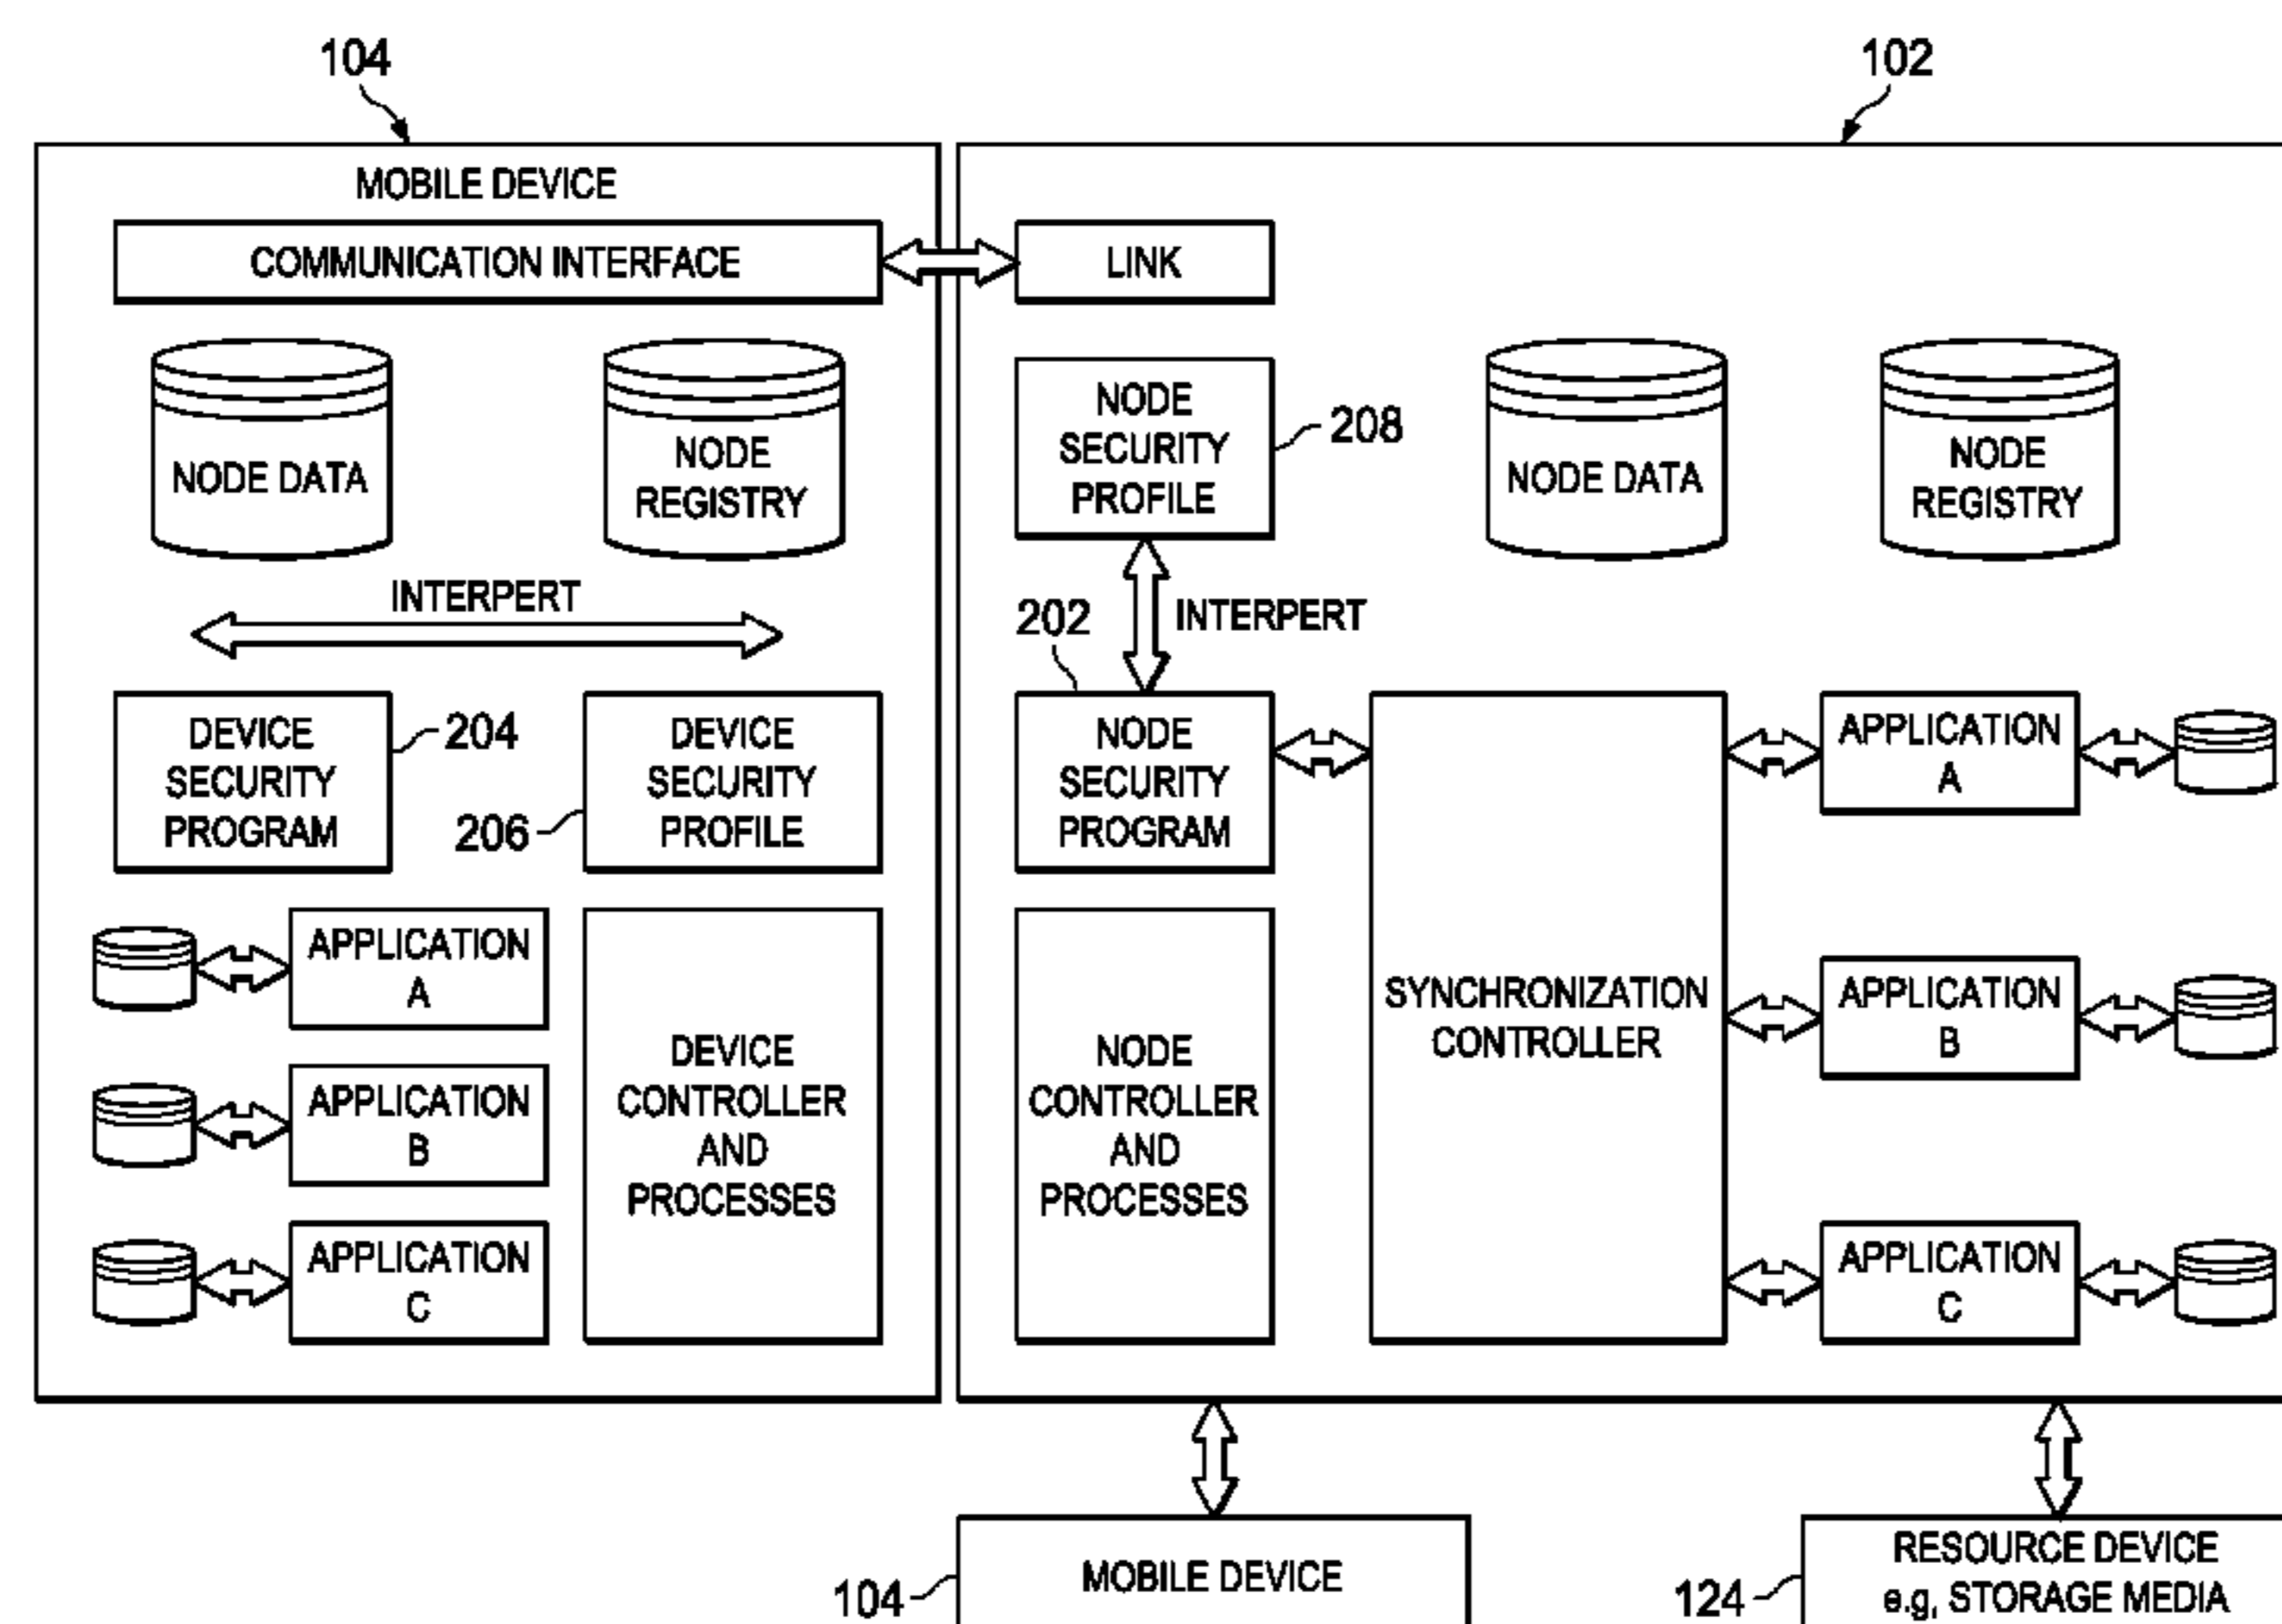 104
102
MOBILE DEVICE
COMMUNICATION INTERFACE
LINK
NODE DATA
NODE
REGISTRY
NODE
SECURITY
PROFILE
208
NODE DATA
NODE
REGISTRY
INTERPERT
202
INTERPERT
DEVICE
SECURITY
PROGRAM
204
206
DEVICE
SECURITY
PROFILE
NODE
SECURITY
PROGRAM
SYNCHRONIZATION
CONTROLLER
APPLICATION
A
APPLICATION
B
APPLICATION
C
APPLICATION
A
APPLICATION
B
APPLICATION
C
DEVICE
CONTROLLER
AND
PROCESSES
NODE
CONTROLLER
AND
PROCESSES
104
MOBILE DEVICE
124
RESOURCE DEVICE
e.g, STORAGE MEDIA